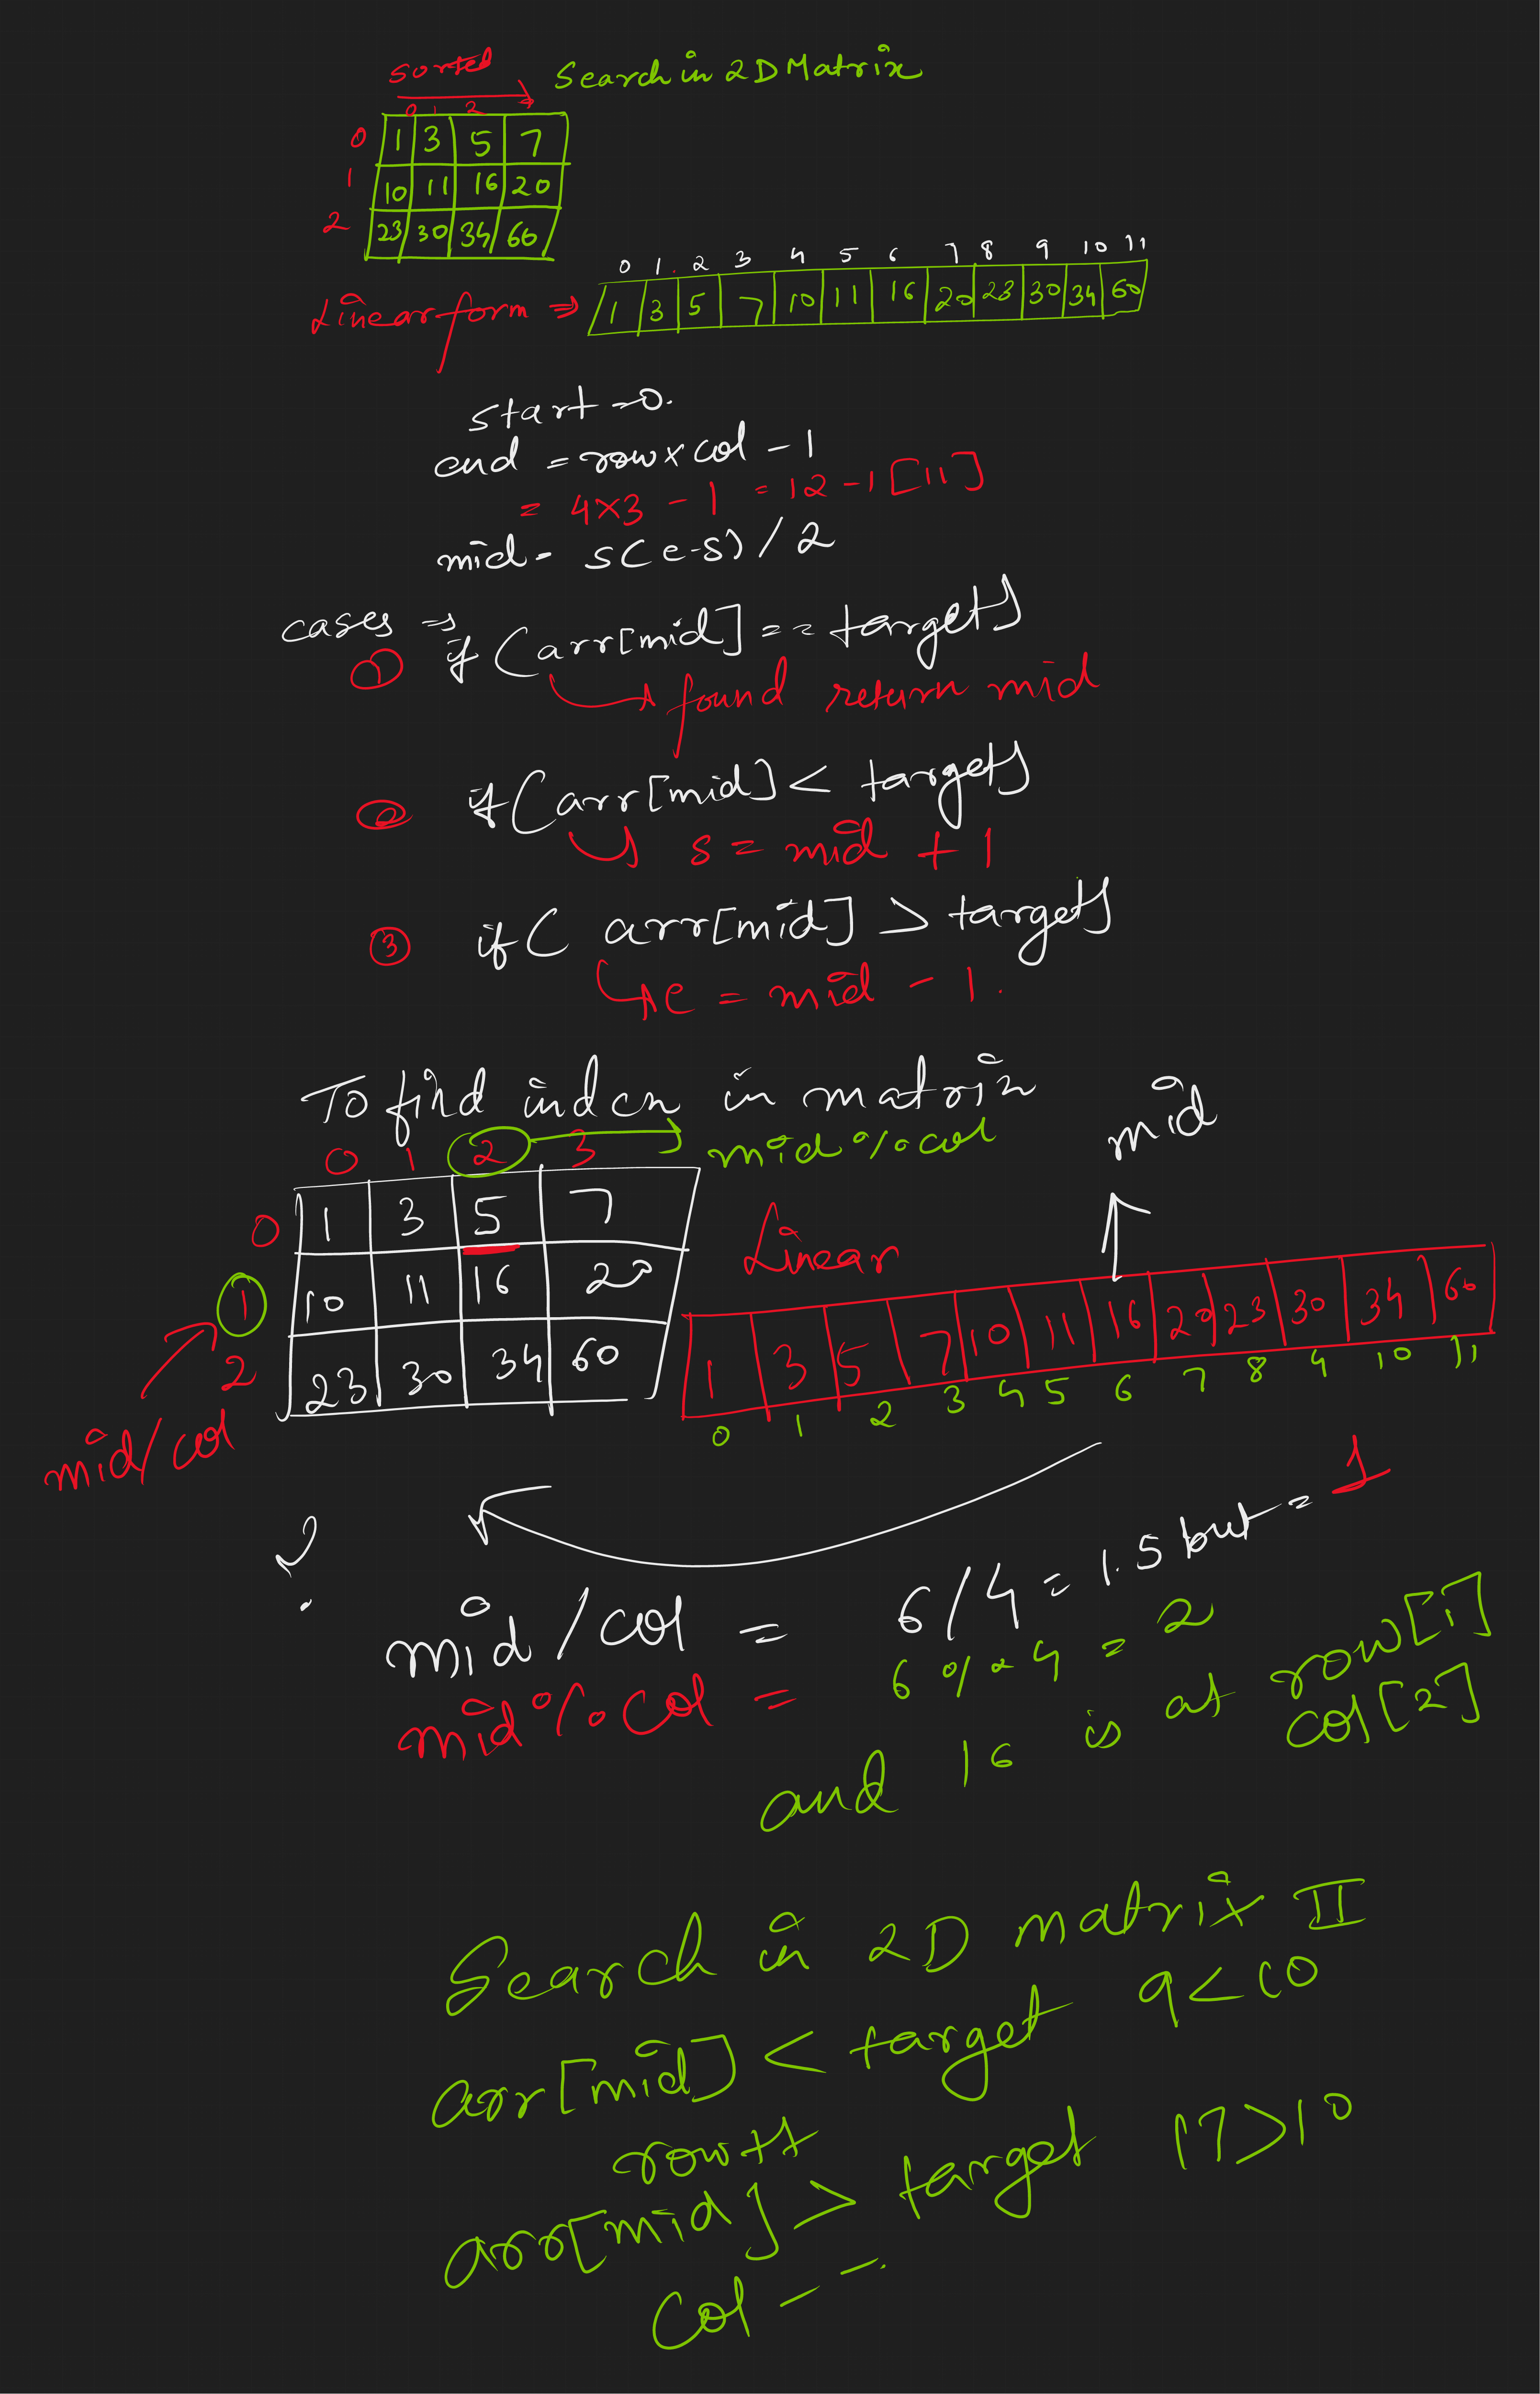 sorted
Search in 2D Matrix
0 1 2
0 1 3 5 7
1 10 11 16 20
2 23 30 34 60
0 1 2 3 4 5 6 7 8 9 10 11
Linear form ⇒ 1 3 5 7 10 11 16 20 23 30 34 60
start = 0.
end = row x col - 1
= 4x3 - 1 = 12 - 1 [11]
mid = s(e-s)/2
cases ⇒
① if (arr[mid] == target)
found return mid
② if (arr[mid] < target)
s = mid + 1
③ if ( arr[mid] > target)
e = mid - 1.
To find index in matrix
mid
0 1 2 3 mid % col
0 1 3 5 7
1 10 11 16 20
2 23 30 34 60
mid/col
Linear
1 3 5 7 10 11 16 20 23 30 34 60
0 1 2 3 4 5 6 7 8 9 10 11
mid / col = 6/4 = 1.5 but = 1
mid % col = 6 % 4 = 2
and 16 is at row[1]
col[2]
Search in 2D matrix II
arr[mid] < target 9<10
row++
arr[mid] > target 17>10
col--